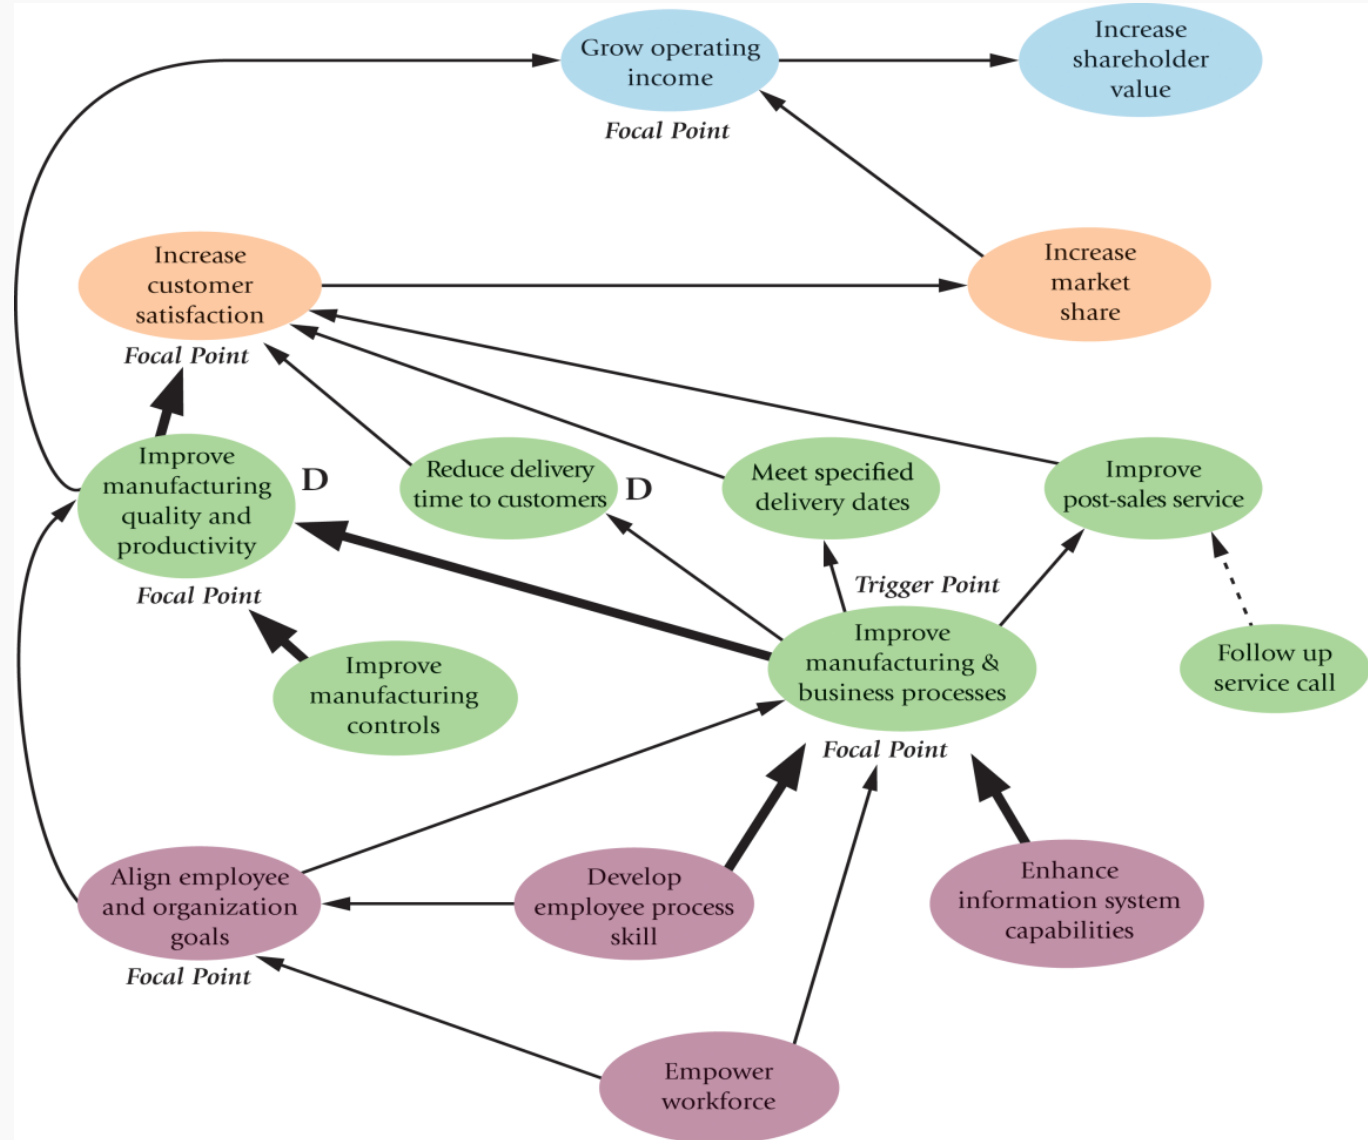 Grow operating
income
Focal Point
Increase
shareholder
value
Increase
customer
satisfaction
Focal Point
Increase
market
share
Improve
manufacturing
quality and
productivity
D
Focal Point
Reduce delivery
time to customers
D
Meet specified
delivery dates
Improve
post-sales service
Trigger Point
Improve
manufacturing &
business processes
Focal Point
Follow up
service call
Improve
manufacturing
controls
Align employee
and organization
goals
Focal Point
Develop
employee process
skill
Enhance
information system
capabilities
Empower
workforce